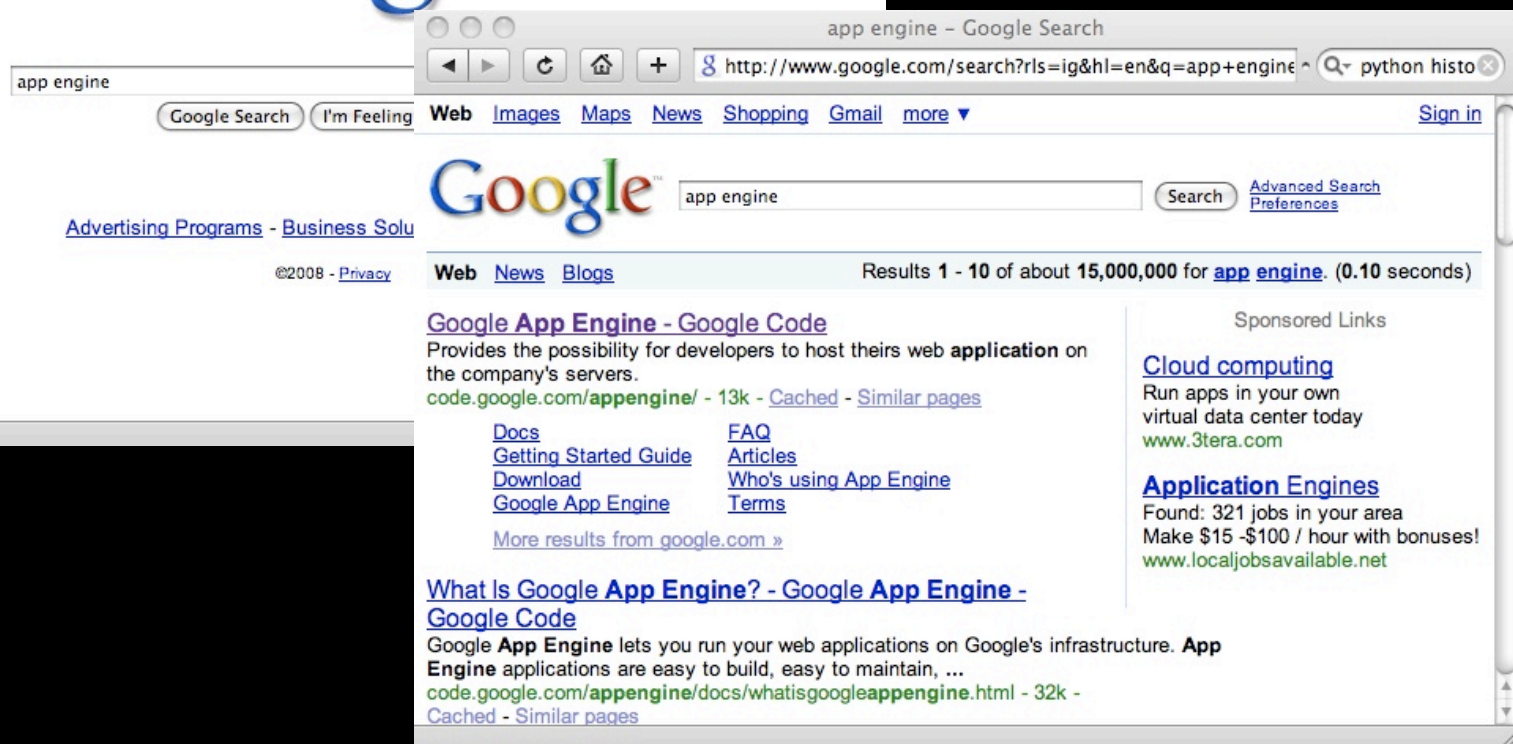 app engine
Google Search I'm Feeling
Advertising Programs - Business Solu
©2008 - Privacy
app engine – Google Search
http://www.google.com/search?rls=ig&hl=en&q=app+engine python histo
Web Images Maps News Shopping Gmail more ▼ Sign in
Google™ app engine Search Advanced Search
Preferences
Web News Blogs Results 1 - 10 of about 15,000,000 for app engine. (0.10 seconds)
Google App Engine - Google Code
Provides the possibility for developers to host theirs web application on
the company's servers.
code.google.com/appengine/ - 13k - Cached - Similar pages
Docs FAQ
Getting Started Guide Articles
Download Who's using App Engine
Google App Engine Terms
More results from google.com »
What Is Google App Engine? - Google App Engine -
Google Code
Google App Engine lets you run your web applications on Google's infrastructure. App
Engine applications are easy to build, easy to maintain, ...
code.google.com/appengine/docs/whatisgoogleappengine.html - 32k -
Cached - Similar pages
Sponsored Links
Cloud computing
Run apps in your own
virtual data center today
www.3tera.com
Application Engines
Found: 321 jobs in your area
Make $15 -$100 / hour with bonuses!
www.localjobsavailable.net